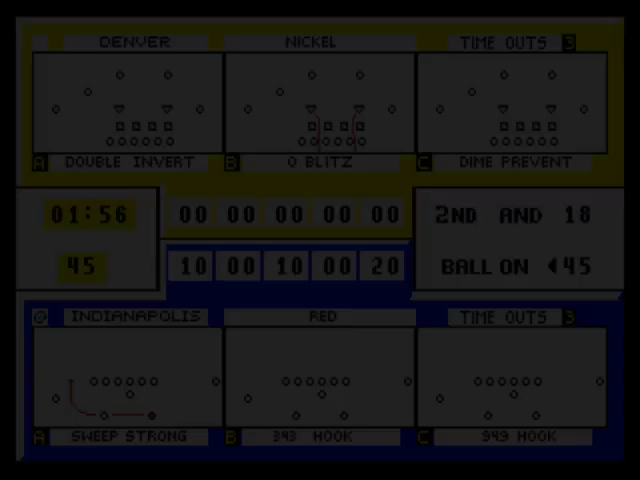 DENVER NICKEL TIME OUTS 3
A DOUBLE INVERT B 0 BLITZ C DIME PREVENT
01:56 00 00 00 00 00 2ND AND 18
45 10 00 10 00 20 BALL ON ◀45
@ INDIANAPOLIS RED TIME OUTS 3
A SWEEP STRONG B 343 HOOK C 949 HOOK